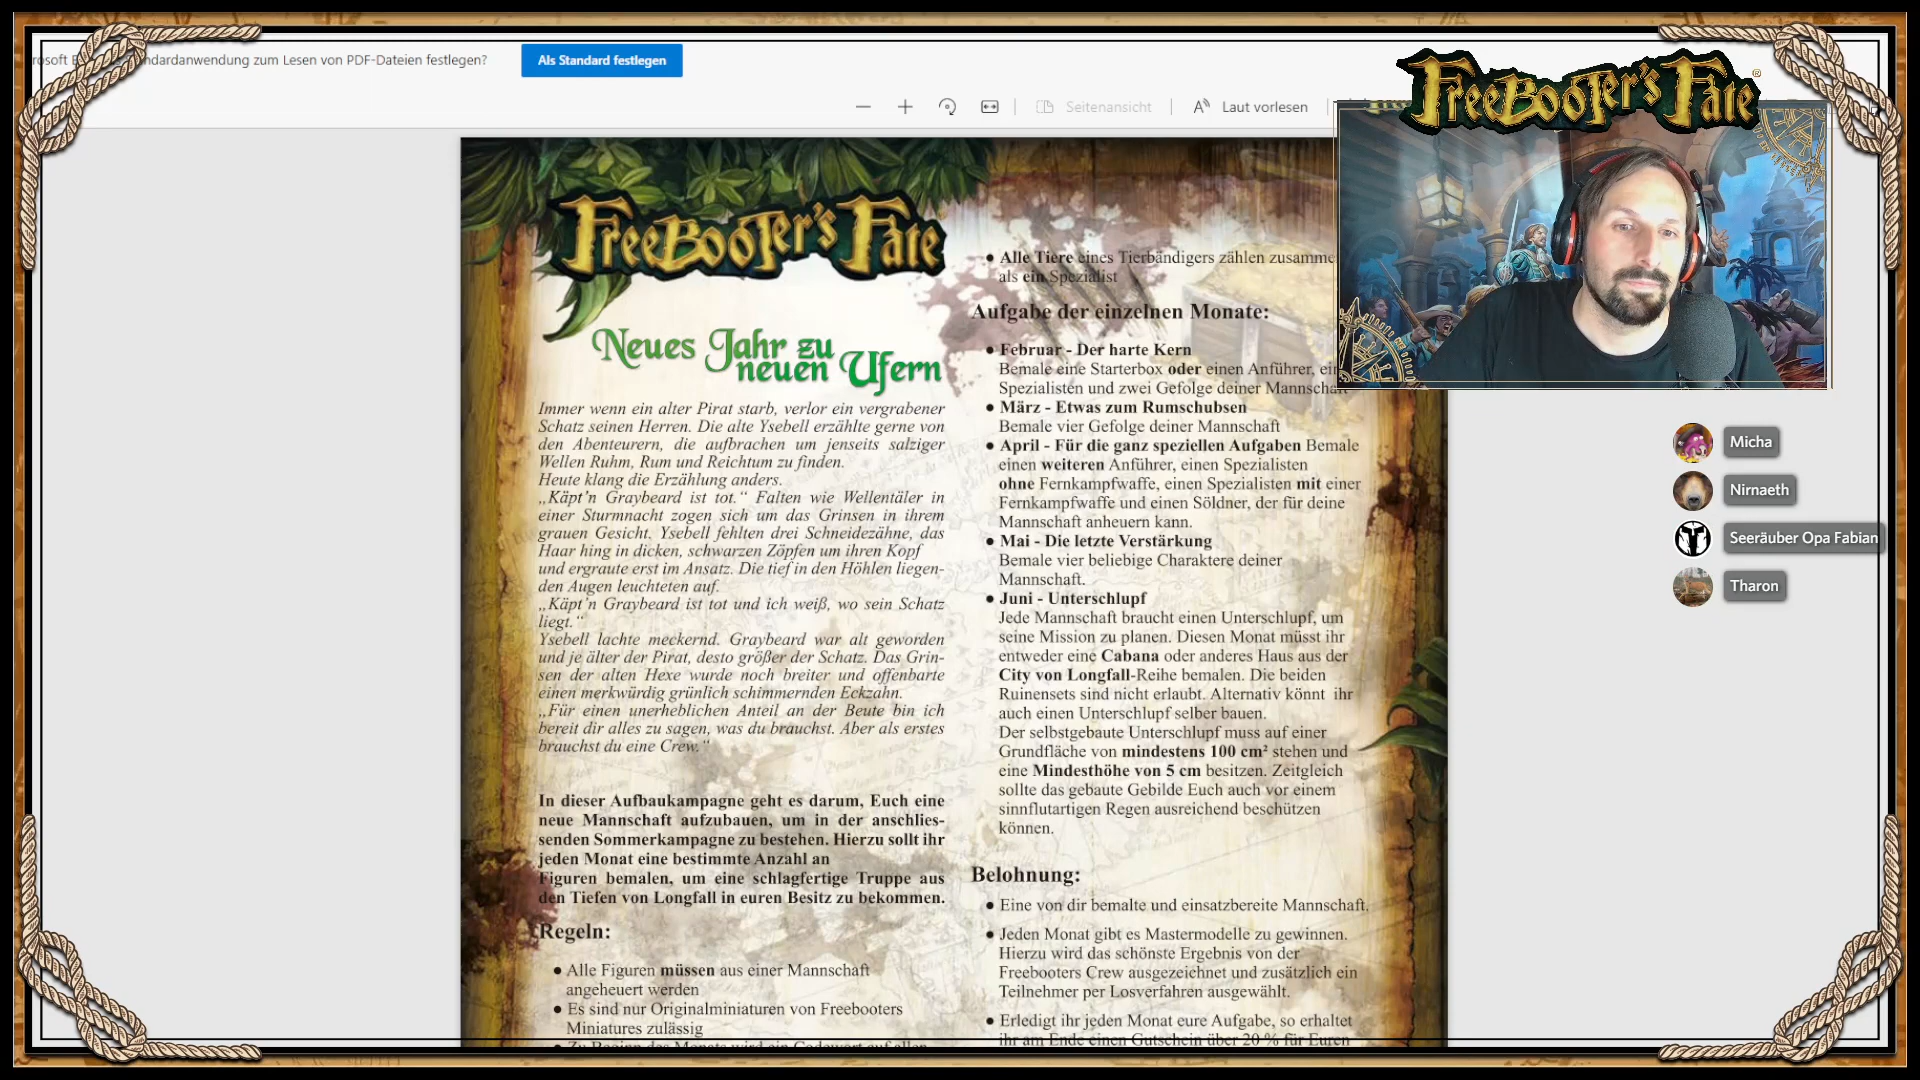 ndardanwendung zum Lesen von PDF-Dateien festlegen?
Als Standard festlegen
Seitenansicht
Laut vorlesen
FreeBooter's Fate
®
FreeBooter's Fate
Neues Jahr zu
neuen Ufern
Immer wenn ein alter Pirat starb, verlor ein vergrabener
Schatz seinen Herren. Die alte Ysebell erzählte gerne von
den Abenteurern, die aufbrachen um jenseits salziger
Wellen Ruhm, Rum und Reichtum zu finden.
Heute klang die Erzählung anders.
„Käpt'n Graybeard ist tot.“ Falten wie Wellentäler in
einer Sturmnacht zogen sich um das Grinsen in ihrem
grauen Gesicht. Ysebell fehlten drei Schneidezähne, das
Haar hing in dicken, schwarzen Zöpfen um ihren Kopf
und ergraute erst im Ansatz. Die tief in den Höhlen liegen-
den Augen leuchteten auf.
„Käpt'n Graybeard ist tot und ich weiß, wo sein Schatz
liegt.“
Ysebell lachte meckernd. Graybeard war alt geworden
und je älter der Pirat, desto größer der Schatz. Das Grin-
sen der alten Hexe wurde noch breiter und offenbarte
einen merkwürdig grünlich schimmernden Eckzahn.
„Für einen unerheblichen Anteil an der Beute bin ich
bereit dir alles zu sagen, was du brauchst. Aber als erstes
brauchst du eine Crew.“
In dieser Aufbaukampagne geht es darum, Euch eine
neue Mannschaft aufzubauen, um in der anschlies-
senden Sommerkampagne zu bestehen. Hierzu sollt ihr
jeden Monat eine bestimmte Anzahl an
Figuren bemalen, um eine schlagfertige Truppe aus
den Tiefen von Longfall in euren Besitz zu bekommen.
Regeln:
● Alle Figuren müssen aus einer Mannschaft
angeheuert werden
● Es sind nur Originalminiaturen von Freebooters
Miniatures zulässig
● Zu Beginn des Monats wird ein Codewort auf allen
● Alle Tiere eines Tierbändigers zählen zusamme
als ein Spezialist
Aufgabe der einzelnen Monate:
● Februar - Der harte Kern
Bemale eine Starterbox oder einen Anführer, ein
Spezialisten und zwei Gefolge deiner Mannschaft
● März - Etwas zum Rumschubsen
Bemale vier Gefolge deiner Mannschaft
● April - Für die ganz speziellen Aufgaben Bemale
einen weiteren Anführer, einen Spezialisten
ohne Fernkampfwaffe, einen Spezialisten mit einer
Fernkampfwaffe und einen Söldner, der für deine
Mannschaft anheuern kann.
● Mai - Die letzte Verstärkung
Bemale vier beliebige Charaktere deiner
Mannschaft.
● Juni - Unterschlupf
Jede Mannschaft braucht einen Unterschlupf, um
seine Mission zu planen. Diesen Monat müsst ihr
entweder eine Cabana oder anderes Haus aus der
City von Longfall-Reihe bemalen. Die beiden
Ruinensets sind nicht erlaubt. Alternativ könnt ihr
auch einen Unterschlupf selber bauen.
Der selbstgebaute Unterschlupf muss auf einer
Grundfläche von mindestens 100 cm² stehen und
eine Mindesthöhe von 5 cm besitzen. Zeitgleich
sollte das gebaute Gebilde Euch auch vor einem
sinnflutartigen Regen ausreichend beschützen
können.
Belohnung:
● Eine von dir bemalte und einsatzbereite Mannschaft.
● Jeden Monat gibt es Mastermodelle zu gewinnen.
Hierzu wird das schönste Ergebnis von der
Freebooters Crew ausgezeichnet und zusätzlich ein
Teilnehmer per Losverfahren ausgewählt.
● Erledigt ihr jeden Monat eure Aufgabe, so erhaltet
ihr am Ende einen Gutschein über 20 % für Euren
Micha
Nirnaeth
Seeräuber Opa Fabian
Tharon